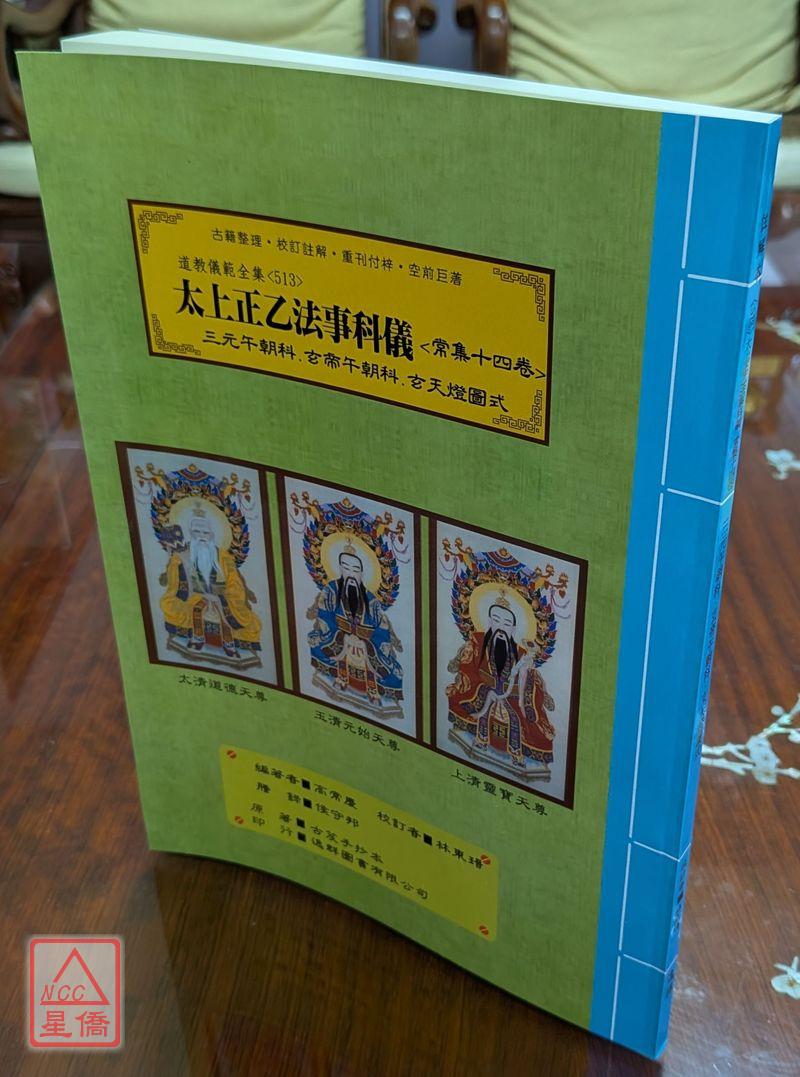 古籍整理・校訂註解・重刊付梓・空前巨著
道教儀範全集<513>
太上正乙法事科儀<常集十四卷>
三元午朝科.玄帝午朝科.玄天燈圖式
太清道德天尊
玉清元始天尊
上清靈寶天尊
編著者■高常慶 校訂者■林東璔
謄 錄■侯守邦
原 著■古笈手抄本
印 行■逸群圖書有限公司
NCC
星僑